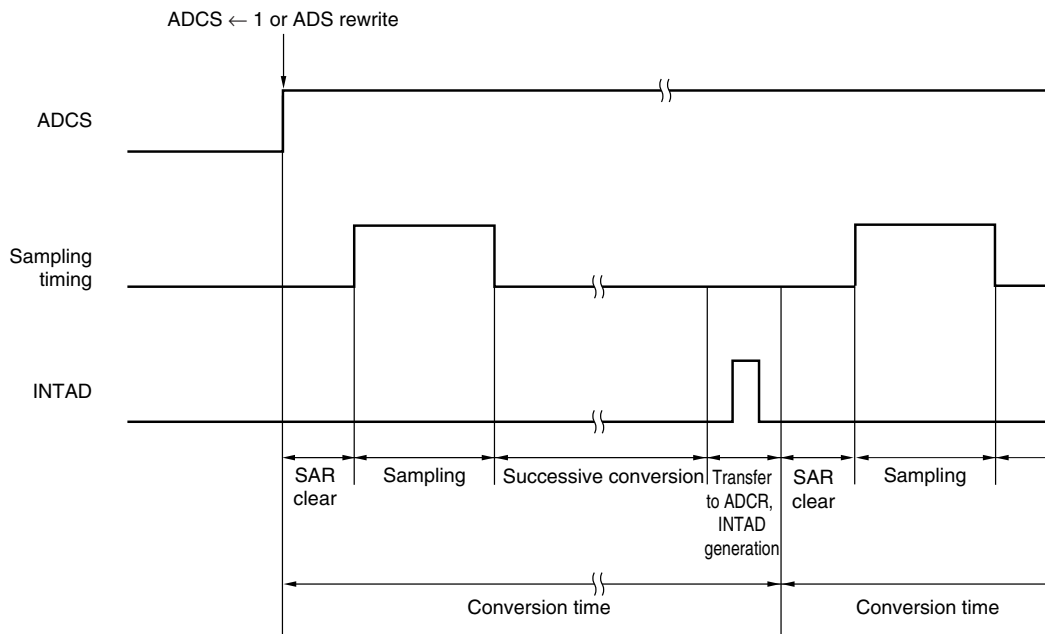 ADCS ← 1 or ADS rewrite
ADCS
Sampling
timing
INTAD
SAR
clear
Sampling
Successive conversion
Transfer
to ADCR,
INTAD
generation
SAR
clear
Sampling
Conversion time
Conversion time